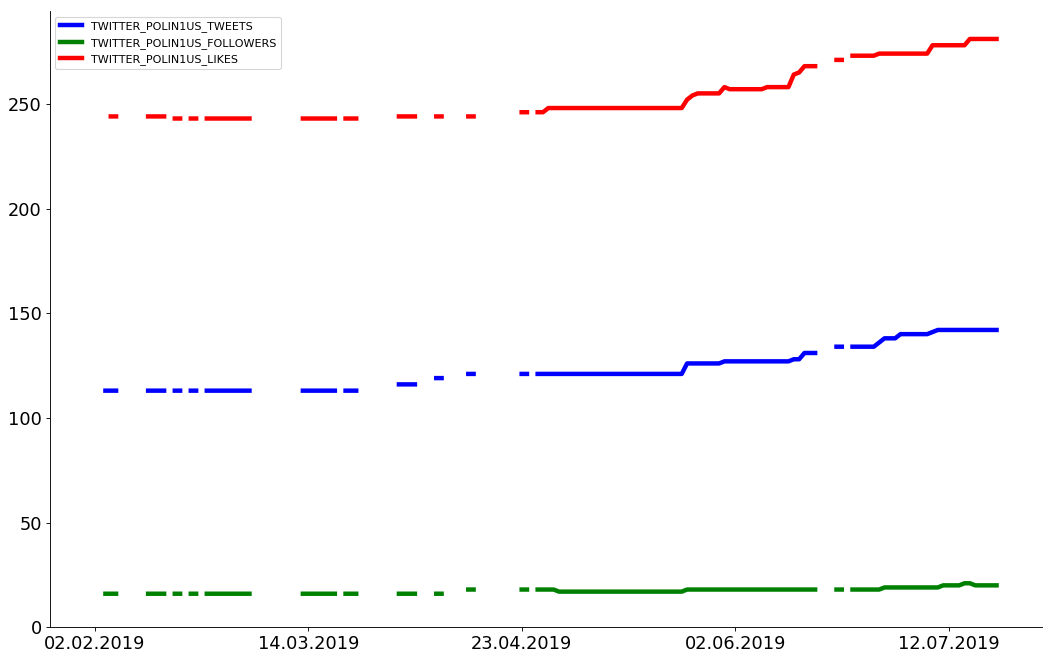 TWITTER_POLIN1US_TWEETS
TWITTER_POLIN1US_FOLLOWERS
TWITTER_POLIN1US_LIKES
250
200
150
100
50
0
02.02.2019 14.03.2019 23.04.2019 02.06.2019 12.07.2019